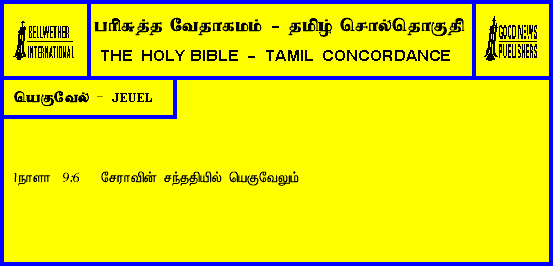 BELLWETHER
INTERNATIONAL
பரிசுத்த வேதாகமம் - தமிழ் சொல்தொகுதி
THE HOLY BIBLE - TAMIL CONCORDANCE
GOOD NEWS
PUBLISHERS
யெகுவேல் - JEUEL
1நாளா 9:6 சேராவின் சந்ததியில் யெகுவேலும்